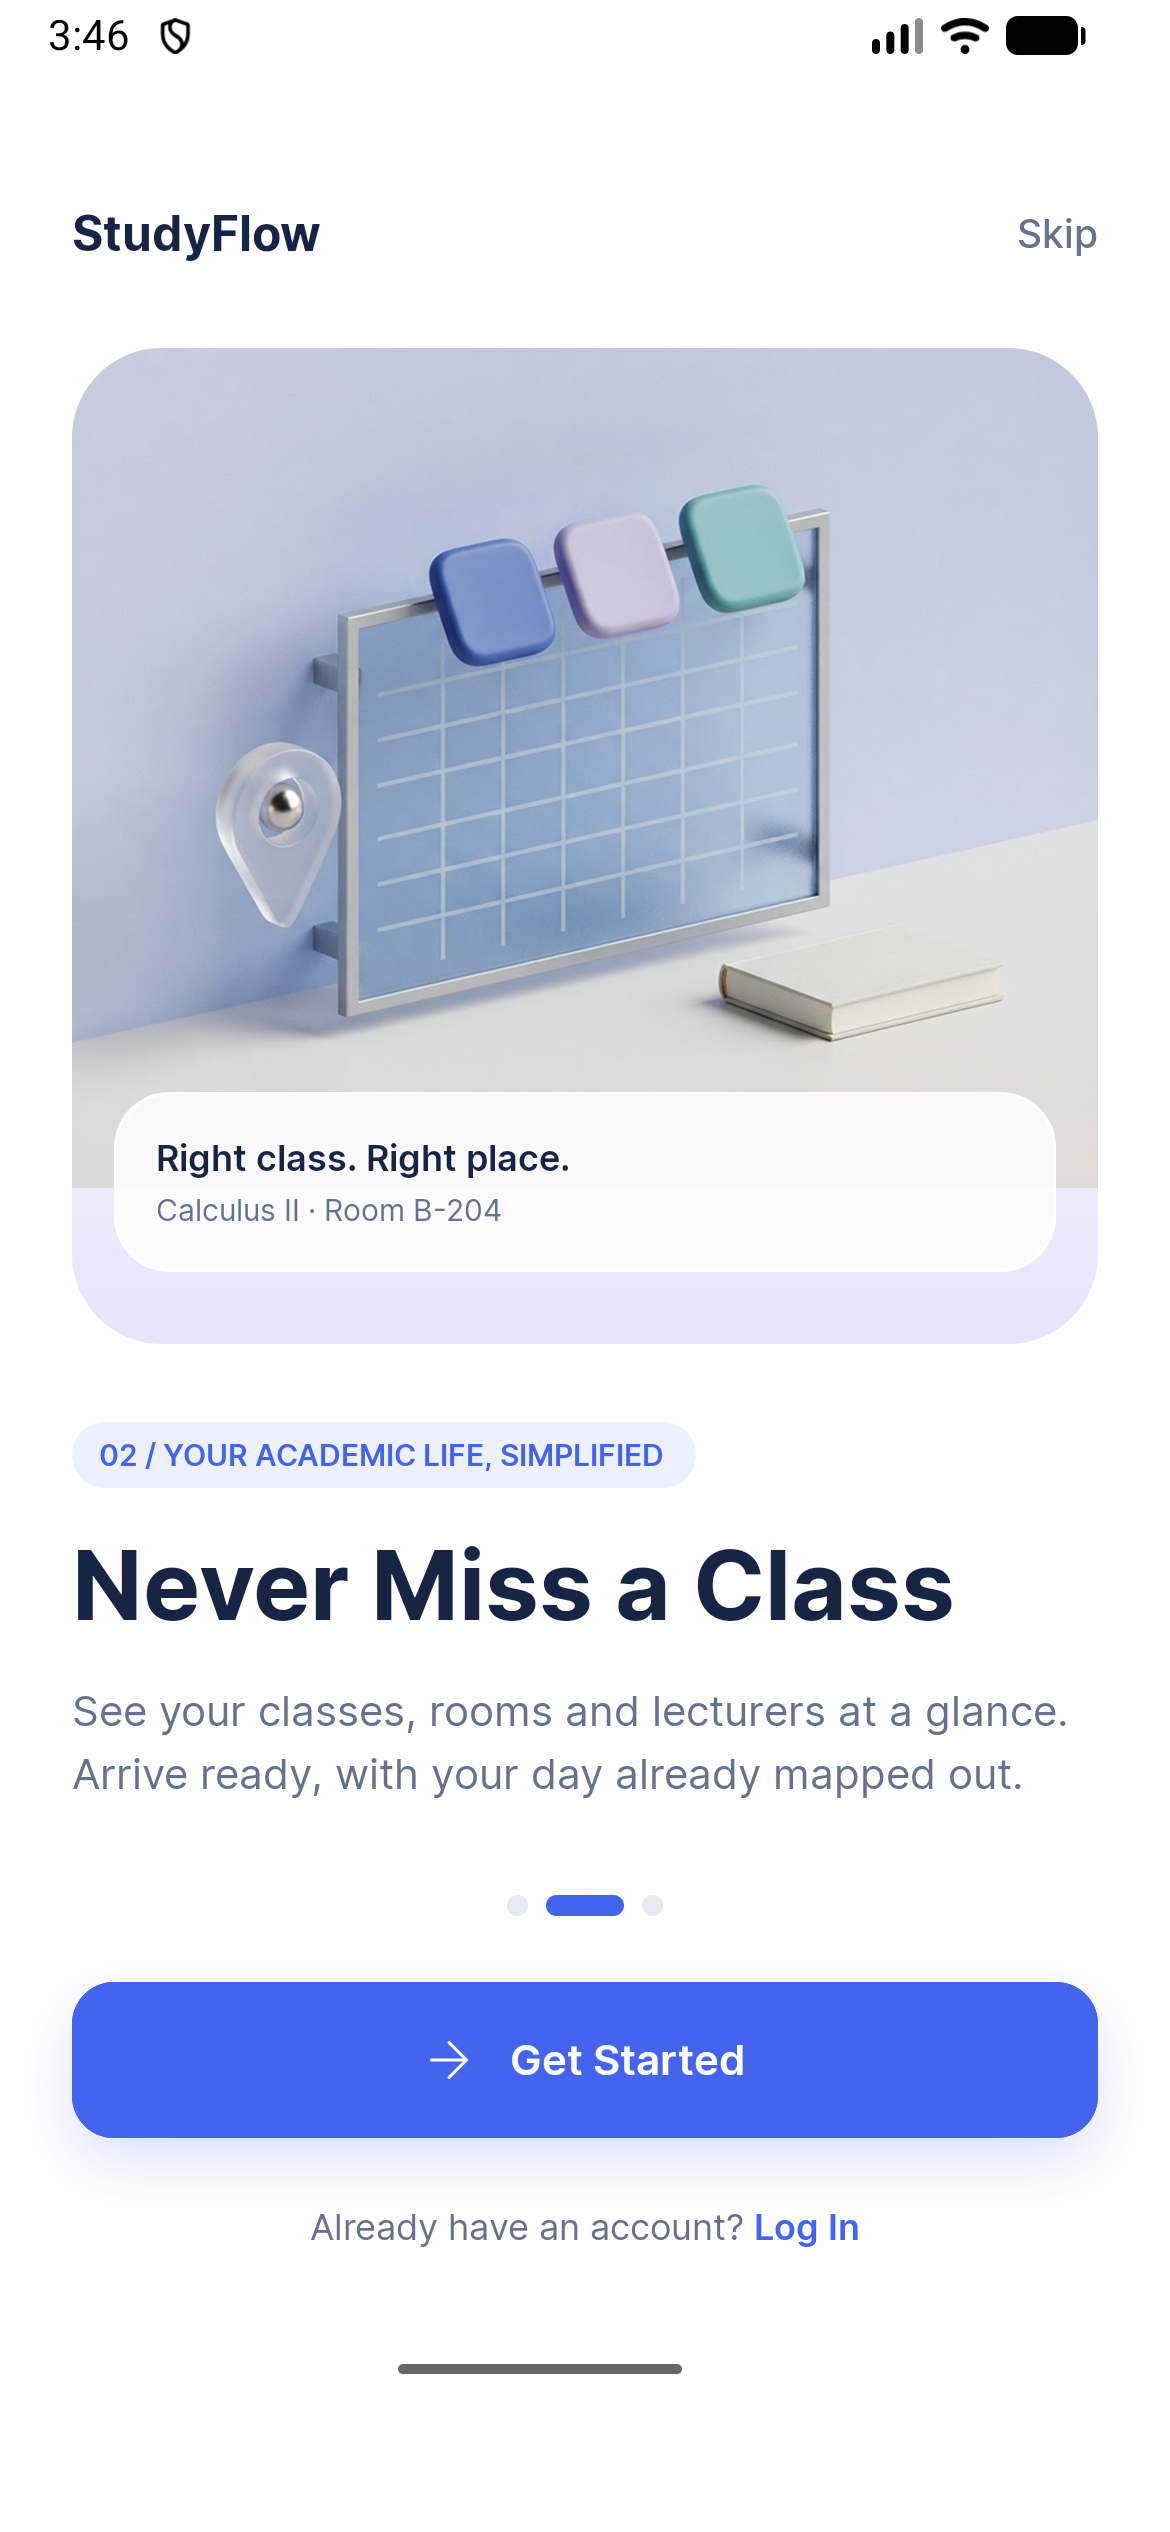 3:46
StudyFlow
Skip
Right class. Right place.
Calculus II · Room B-204
02 / YOUR ACADEMIC LIFE, SIMPLIFIED
Never Miss a Class
See your classes, rooms and lecturers at a glance.
Arrive ready, with your day already mapped out.
Get Started
Already have an account? Log In